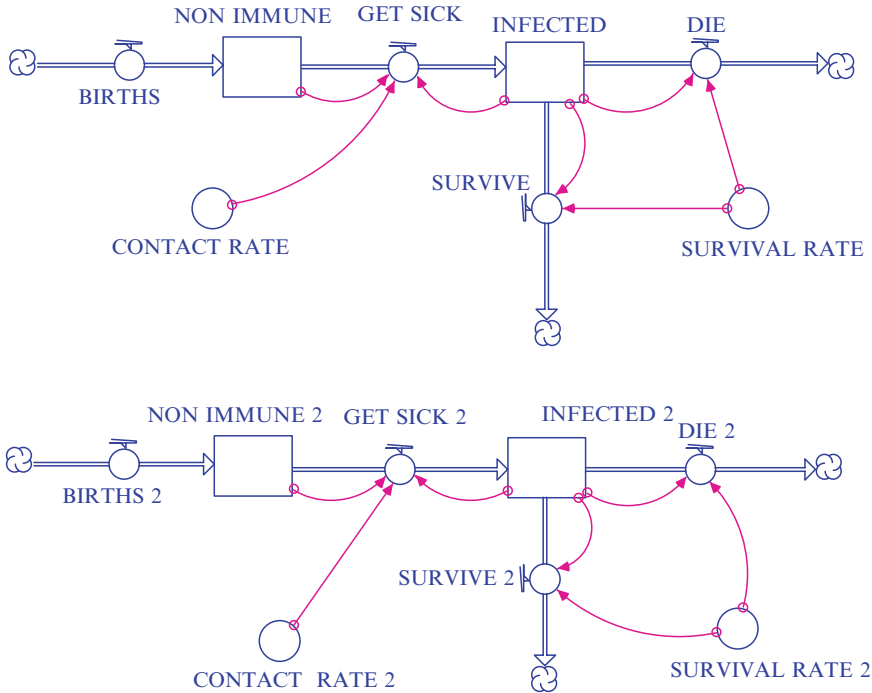 NON IMMUNE
GET SICK
INFECTED
DIE
BIRTHS
SURVIVE
CONTACT RATE
SURVIVAL RATE
NON IMMUNE 2
GET SICK 2
INFECTED 2
DIE 2
BIRTHS 2
SURVIVE 2
CONTACT RATE 2
SURVIVAL RATE 2